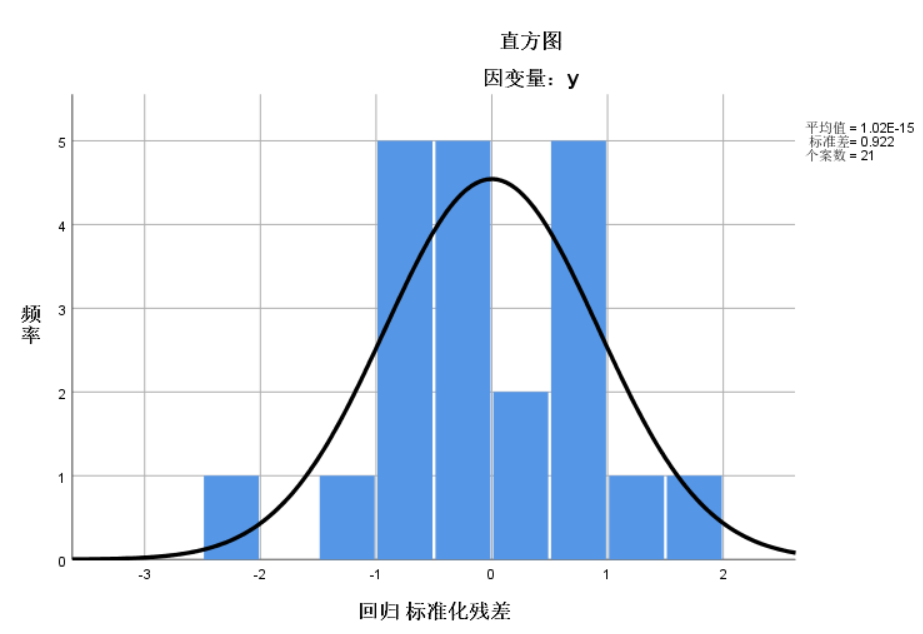 直方图
因变量：y
平均值 = 1.02E-15
标准差= 0.922
个案数 = 21
5
4
3
2
1
0
频
率
-3
-2
-1
0
1
2
回归 标准化残差